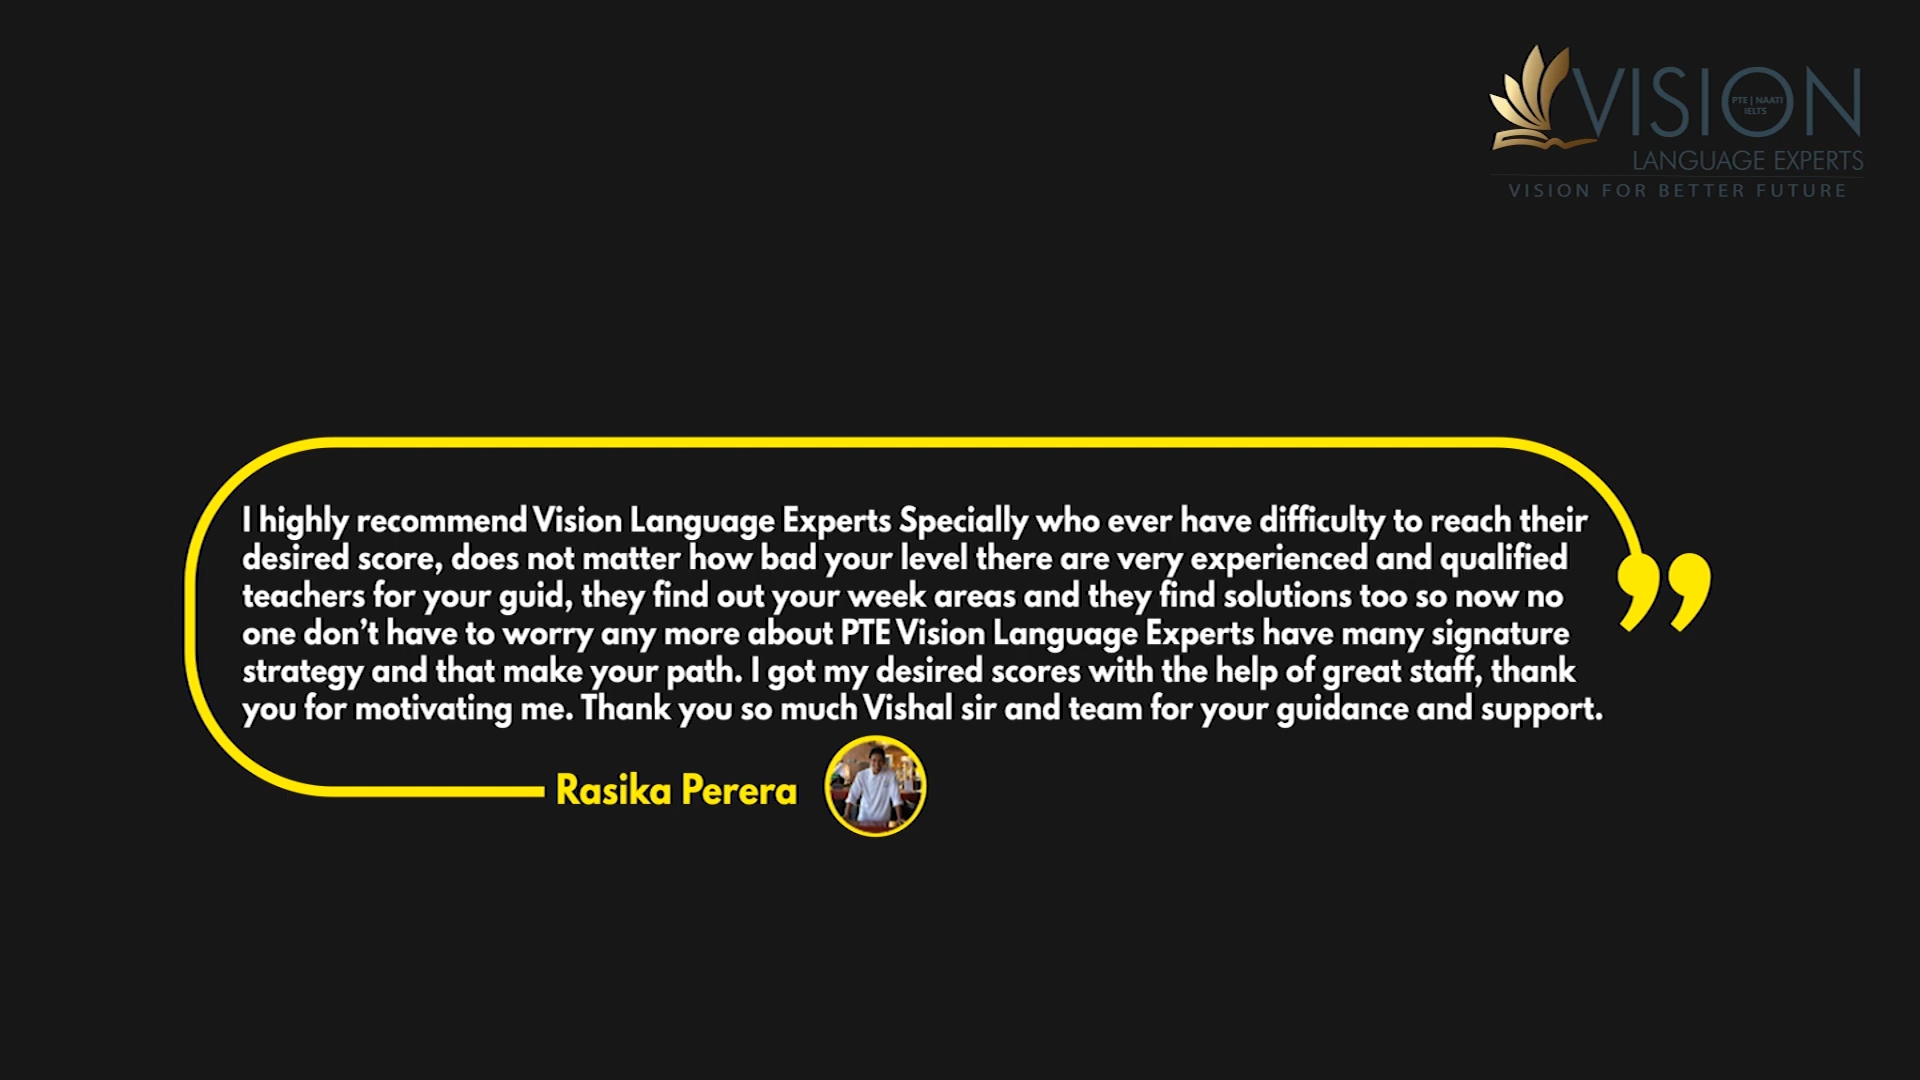 VISION
PTE | NAATI
IELTS
LANGUAGE EXPERTS
VISION FOR BETTER FUTURE
I highly recommend Vision Language Experts Specially who ever have difficulty to reach their
desired score, does not matter how bad your level there are very experienced and qualified
teachers for your guid, they find out your week areas and they find solutions too so now no
one don’t have to worry any more about PTE Vision Language Experts have many signature
strategy and that make your path. I got my desired scores with the help of great staff, thank
you for motivating me. Thank you so much Vishal sir and team for your guidance and support.
”
Rasika Perera